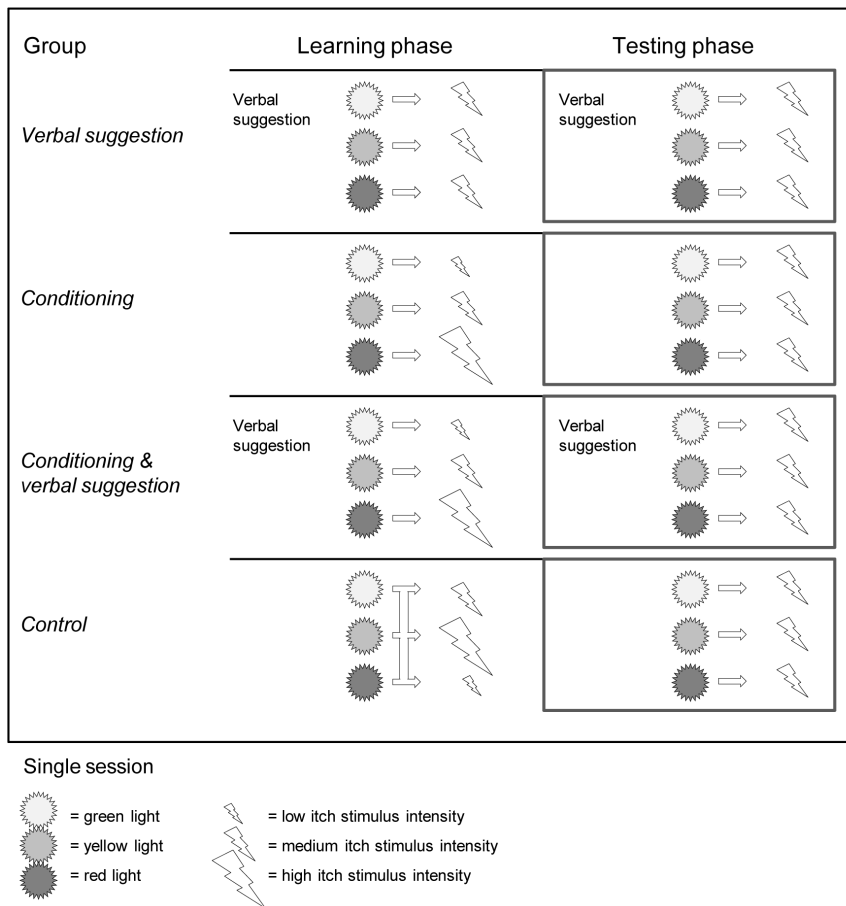 Group Learning phase Testing phase
Verbal suggestion
Verbal
suggestion
Verbal
suggestion
Conditioning
Conditioning &
verbal suggestion
Verbal
suggestion
Verbal
suggestion
Control
Single session
= green light = low itch stimulus intensity
= yellow light = medium itch stimulus intensity
= red light = high itch stimulus intensity